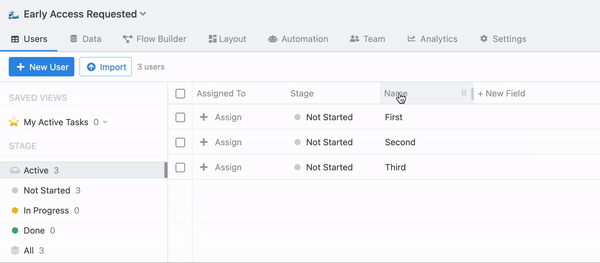 Early Access Requested
Users Data Flow Builder Layout Automation Team Analytics Settings
+ New User Import 3 users
SAVED VIEWS
My Active Tasks 0
STAGE
Active 3
Not Started 3
In Progress 0
Done 0
All 3
Assigned To Stage Name + New Field
+ Assign Not Started First
+ Assign Not Started Second
+ Assign Not Started Third